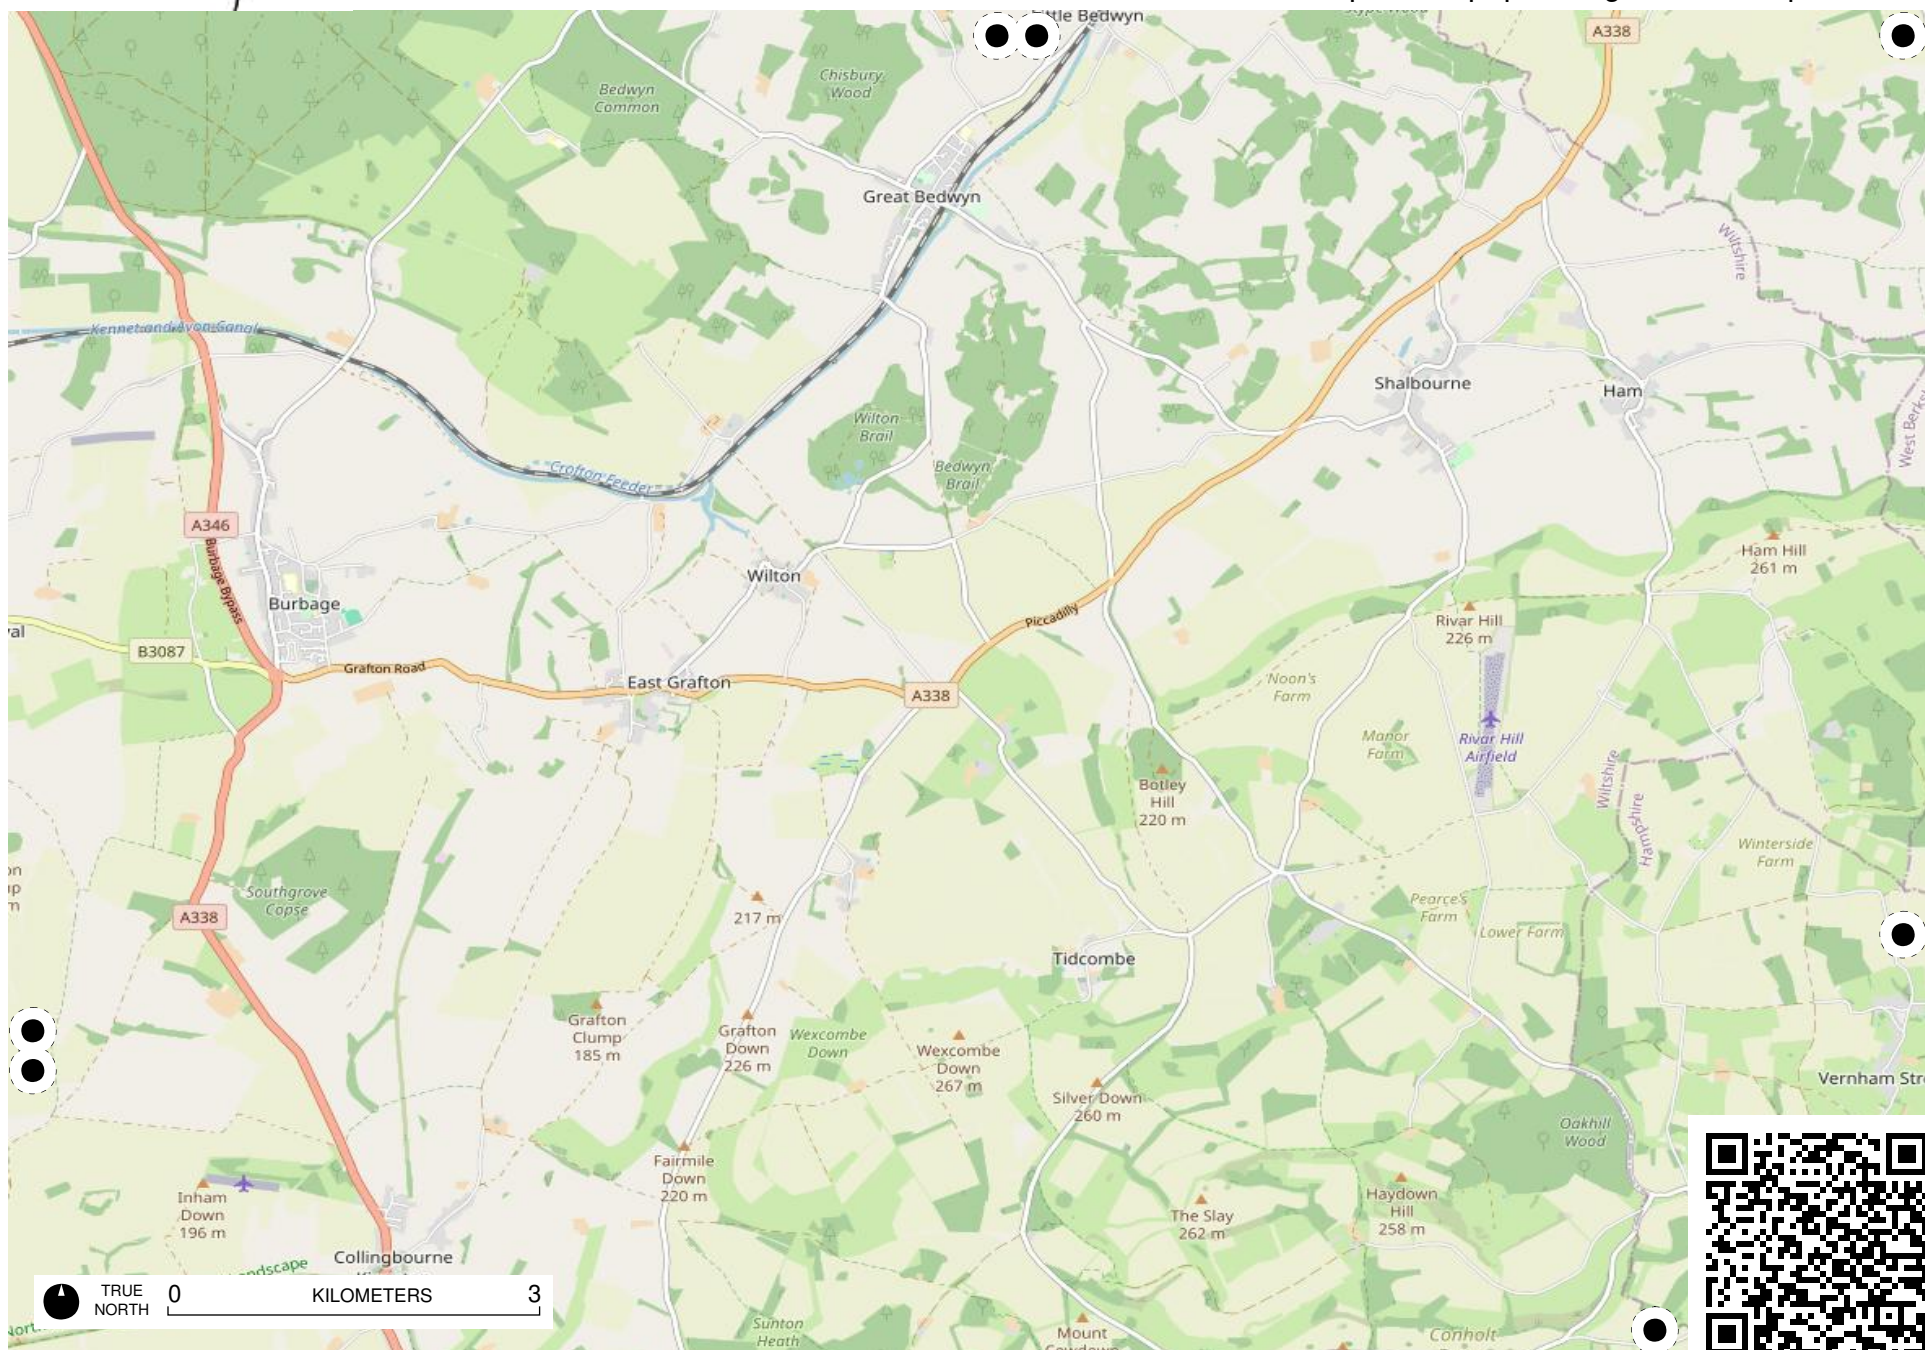 Little Bedwyn
A338
Bedwyn
Common
Chisbury
Wood
Great Bedwyn
Wiltshire
Kennet and Avon Canal
Shalbourne
Ham
West Berks
Wilton
Brail
Bedwyn
Brail
Crofton Feeder
A346
Burbage Bypass
Ham Hill
261 m
Wilton
Burbage
Piccadilly
Rivar Hill
226 m
B3087
Grafton Road
East Grafton
A338
Noon's
Farm
Manor
Farm
Rivar Hill
Airfield
Wiltshire
Hampshire
Botley
Hill
220 m
Winterside
Farm
Southgrove
Copse
A338
217 m
Pearce's
Farm
Lower Farm
Tidcombe
Grafton
Clump
185 m
Grafton
Down
226 m
Wexcombe
Down
Wexcombe
Down
267 m
Silver Down
260 m
Vernham Str
Oakhill
Wood
Fairmile
Down
220 m
Inham
Down
196 m
The Slay
262 m
Haydown
Hill
258 m
Collingbourne
TRUE
NORTH
0 KILOMETERS 3
Sunton
Heath
Mount
Conholt